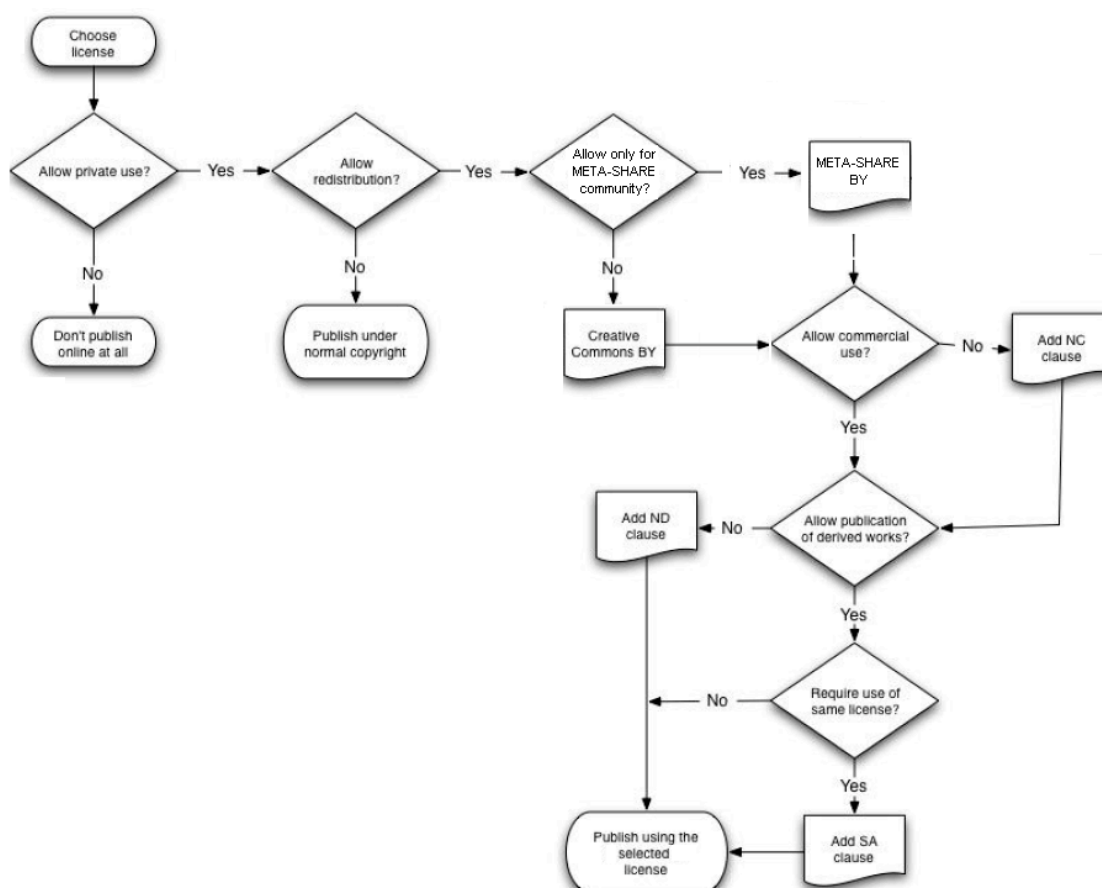 Choose
license
Allow private use?
Yes
Allow
redistribution?
Yes
Allow only for
META-SHARE
community?
Yes
META-SHARE
BY
No
No
No
Don't publish
online at all
Publish under
normal copyright
Creative
Commons BY
Allow commercial
use?
No
Add NC
clause
Yes
Add ND
clause
No
Allow publication
of derived works?
Yes
No
Require use of
same license?
Yes
Publish using the
selected
license
Add SA
clause